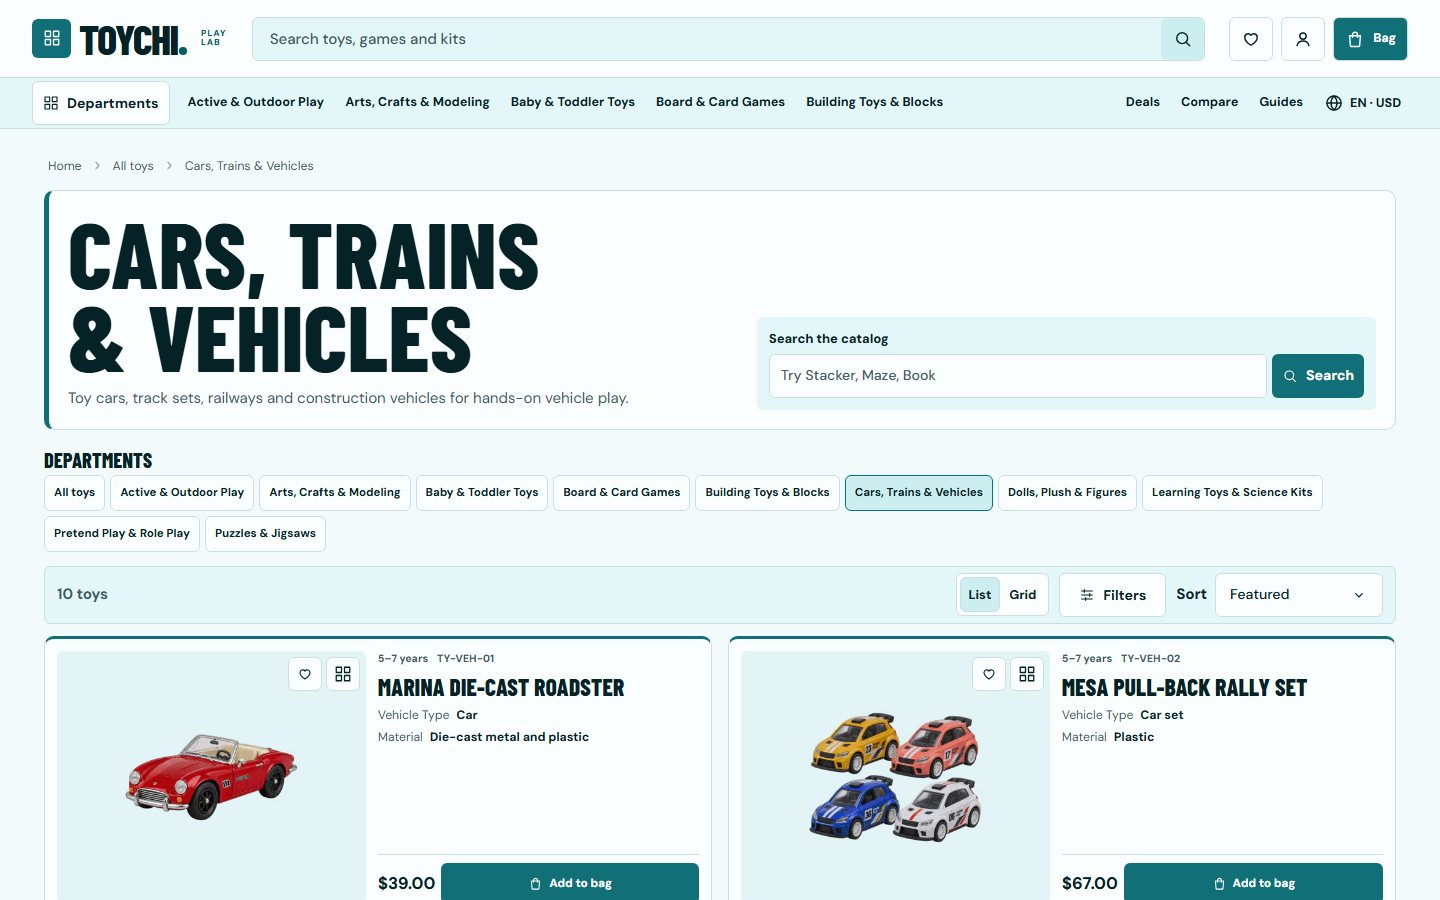 TOYCHI.
PLAY
LAB
Search toys, games and kits
Bag
Departments
Active & Outdoor Play
Arts, Crafts & Modeling
Baby & Toddler Toys
Board & Card Games
Building Toys & Blocks
Deals
Compare
Guides
EN · USD
Home
All toys
Cars, Trains & Vehicles
CARS, TRAINS
& VEHICLES
Toy cars, track sets, railways and construction vehicles for hands-on vehicle play.
Search the catalog
Try Stacker, Maze, Book
Search
DEPARTMENTS
All toys
Active & Outdoor Play
Arts, Crafts & Modeling
Baby & Toddler Toys
Board & Card Games
Building Toys & Blocks
Cars, Trains & Vehicles
Dolls, Plush & Figures
Learning Toys & Science Kits
Pretend Play & Role Play
Puzzles & Jigsaws
10 toys
List
Grid
Filters
Sort
Featured
5-7 years TY-VEH-01
MARINA DIE-CAST ROADSTER
Vehicle Type Car
Material Die-cast metal and plastic
$39.00
Add to bag
5-7 years TY-VEH-02
MESA PULL-BACK RALLY SET
Vehicle Type Car set
Material Plastic
$67.00
Add to bag